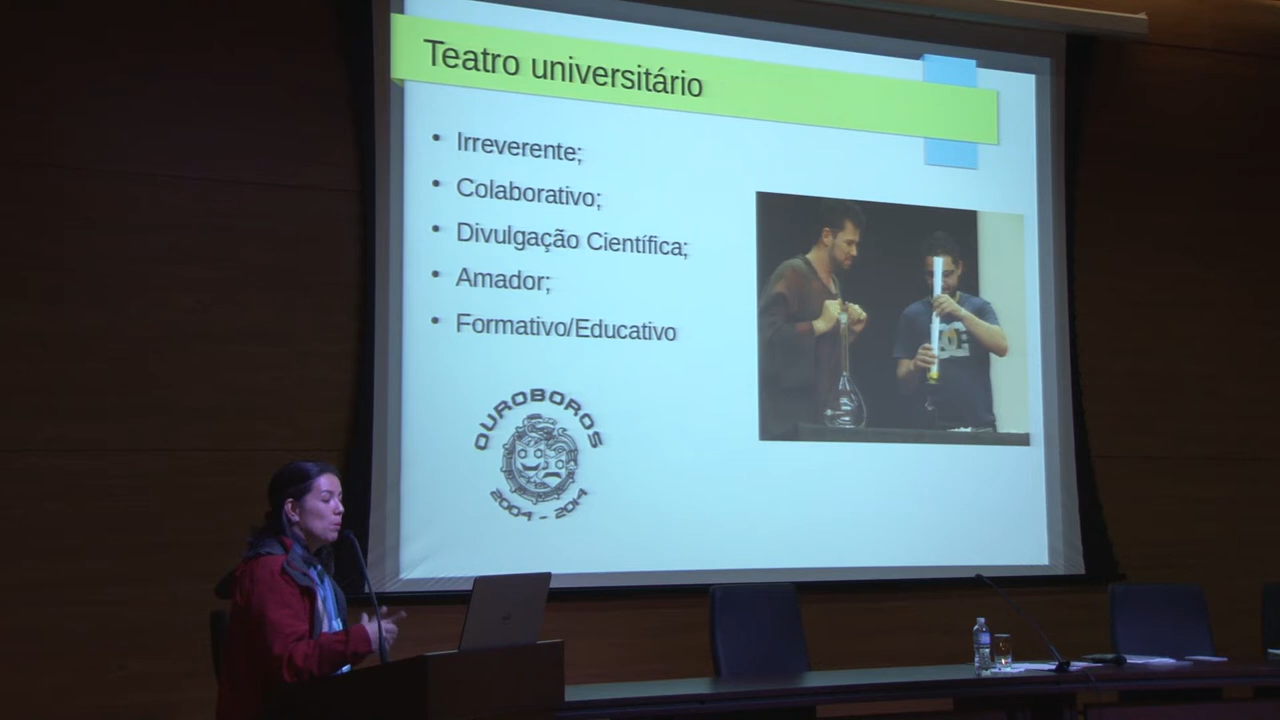 Teatro universitário
• Irreverente;
• Colaborativo;
• Divulgação Científica;
• Amador;
• Formativo/Educativo
OUROBOROS
2004 - 2014